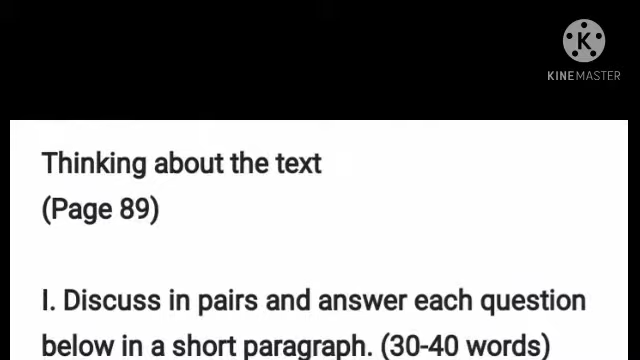 K
KINEMASTER
Thinking about the text
(Page 89)
I. Discuss in pairs and answer each question
below in a short paragraph. (30-40 words)